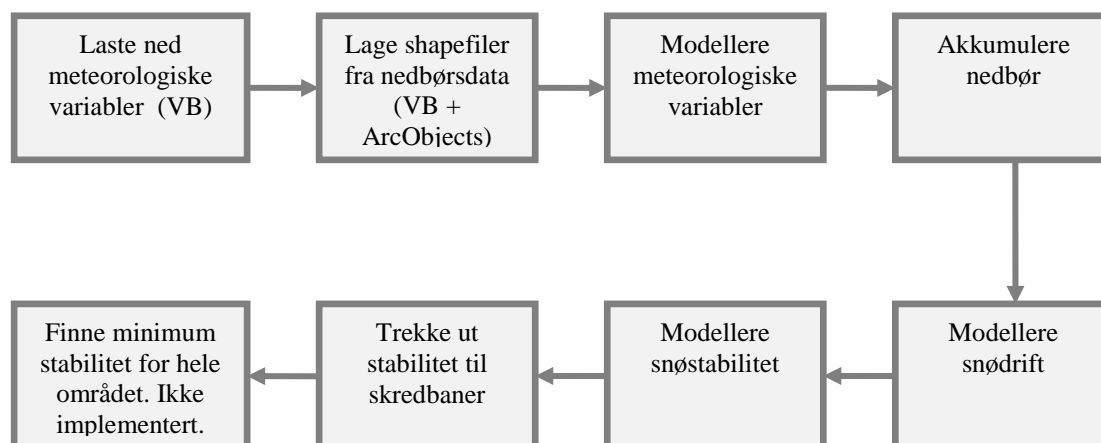 Laste ned
meteorologiske
variabler (VB)
Lage shapefiler
fra nedbørsdata
(VB +
ArcObjects)
Modellere
meteorologiske
variabler
Akkumulere
nedbør
Modellere
snødrift
Modellere
snøstabilitet
Trekke ut
stabilitet til
skredbaner
Finne minimum
stabilitet for hele
området. Ikke
implementert.